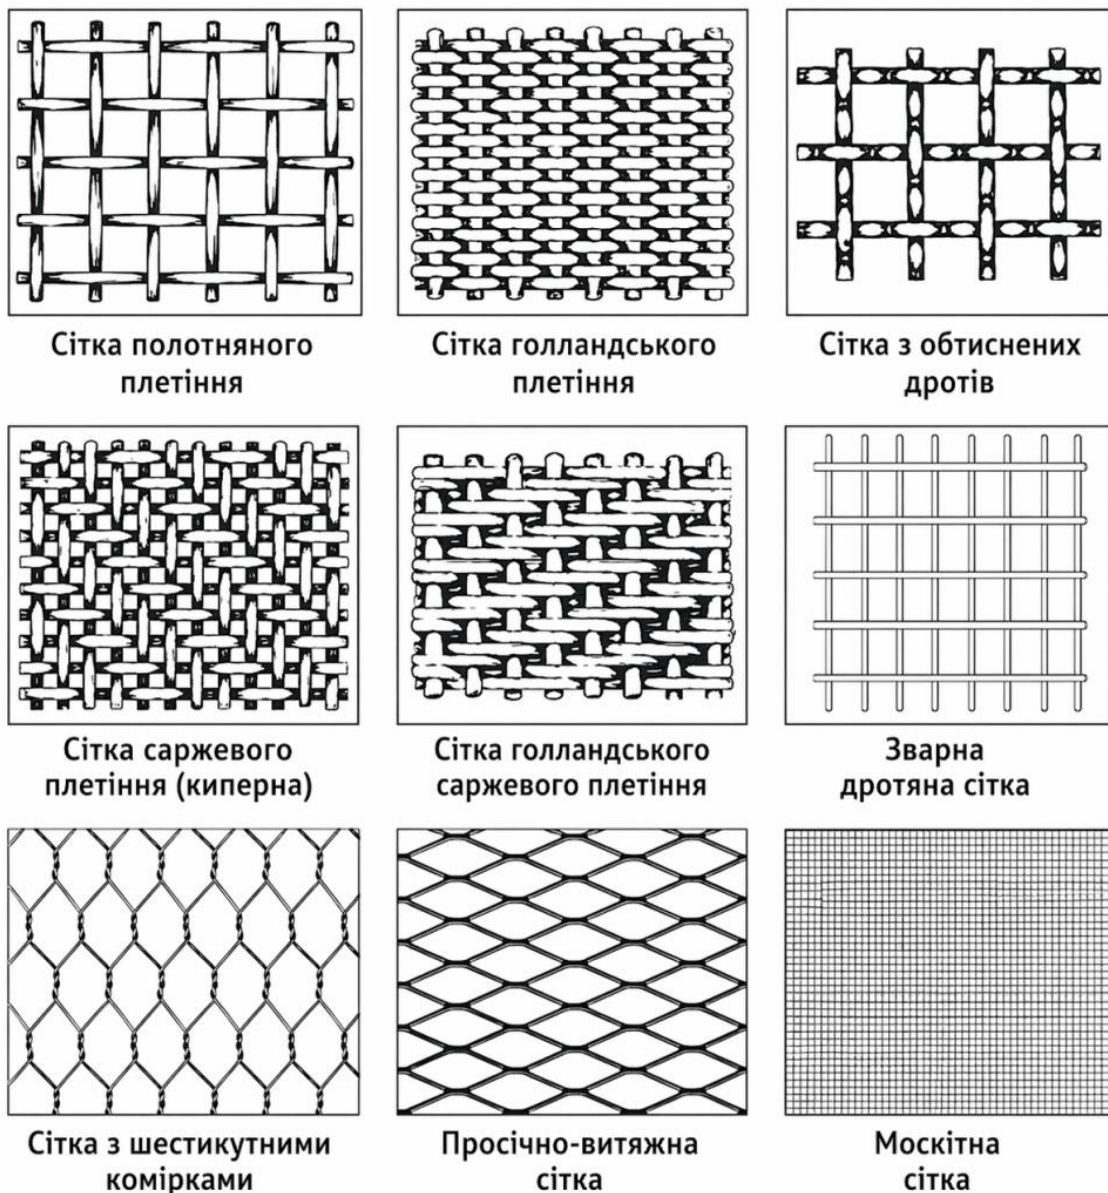 Сітка полотняного
плетіння
Сітка голландського
плетіння
Сітка з обтиснених
дротів
Сітка саржевого
плетіння (киперна)
Сітка голландського
саржевого плетіння
Зварна
дротяна сітка
Сітка з шестикутними
комірками
Просічно-витяжна
сітка
Москітна
сітка